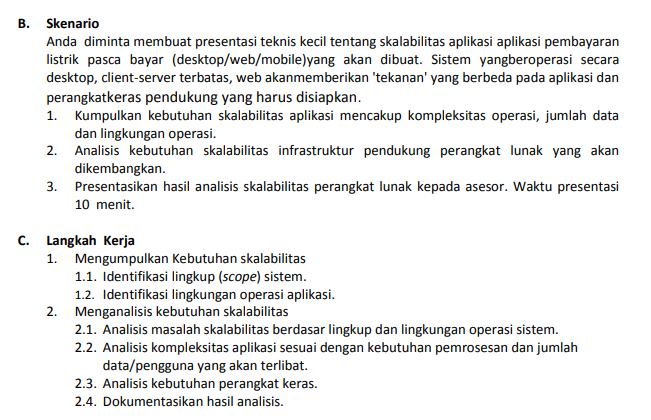 B. Skenario
Anda diminta membuat presentasi teknis kecil tentang skalabilitas aplikasi aplikasi pembayaran
listrik pasca bayar (desktop/web/mobile)yang akan dibuat. Sistem yangberoperasi secara
desktop, client-server terbatas, web akanmemberikan 'tekanan' yang berbeda pada aplikasi dan
perangkatkeras pendukung yang harus disiapkan.
1. Kumpulkan kebutuhan skalabilitas aplikasi mencakup kompleksitas operasi, jumlah data
dan lingkungan operasi.
2. Analisis kebutuhan skalabilitas infrastruktur pendukung perangkat lunak yang akan
dikembangkan.
3. Presentasikan hasil analisis skalabilitas perangkat lunak kepada asesor. Waktu presentasi
10 menit.
C. Langkah Kerja
1. Mengumpulkan Kebutuhan skalabilitas
1.1. Identifikasi lingkup (scope) sistem.
1.2. Identifikasi lingkungan operasi aplikasi.
2. Menganalisis kebutuhan skalabilitas
2.1. Analisis masalah skalabilitas berdasar lingkup dan lingkungan operasi sistem.
2.2. Analisis kompleksitas aplikasi sesuai dengan kebutuhan pemrosesan dan jumlah
data/pengguna yang akan terlibat.
2.3. Analisis kebutuhan perangkat keras.
2.4. Dokumentasikan hasil analisis.